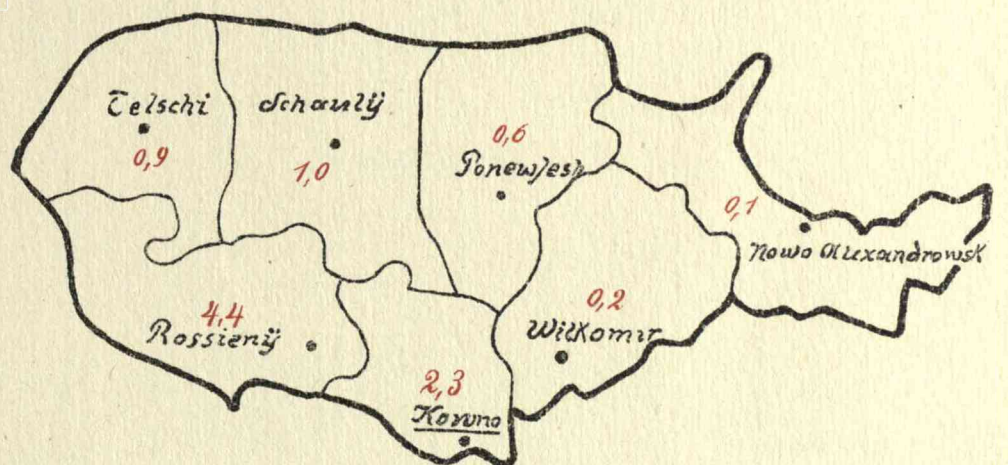 Telschi
0,9
Schaulÿ
1,0
0,6
Ponewjesh
0,1
Nowo Alexandrowsk
4,4
Rossienÿ
0,2
Wilkomir
2,3
Kowno